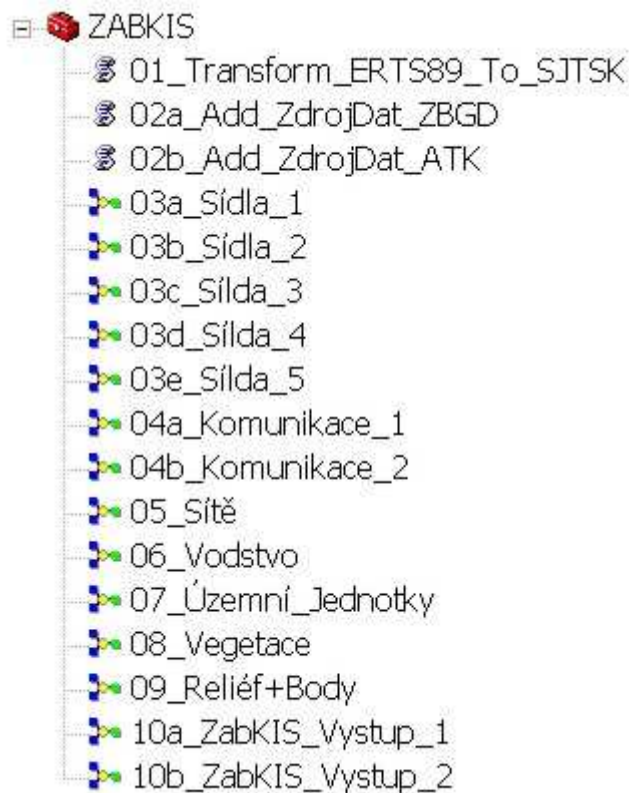 ZABKIS
01_Transform_ERTS89_To_SJTSK
02a_Add_ZdrojDat_ZBGD
02b_Add_ZdrojDat_ATK
03a_Sídla_1
03b_Sídla_2
03c_Sílda_3
03d_Sílda_4
03e_Sílda_5
04a_Komunikace_1
04b_Komunikace_2
05_Sítě
06_Vodstvo
07_Územní_Jednotky
08_Vegetace
09_Reliéf+Body
10a_ZabKIS_Vystup_1
10b_ZabKIS_Vystup_2